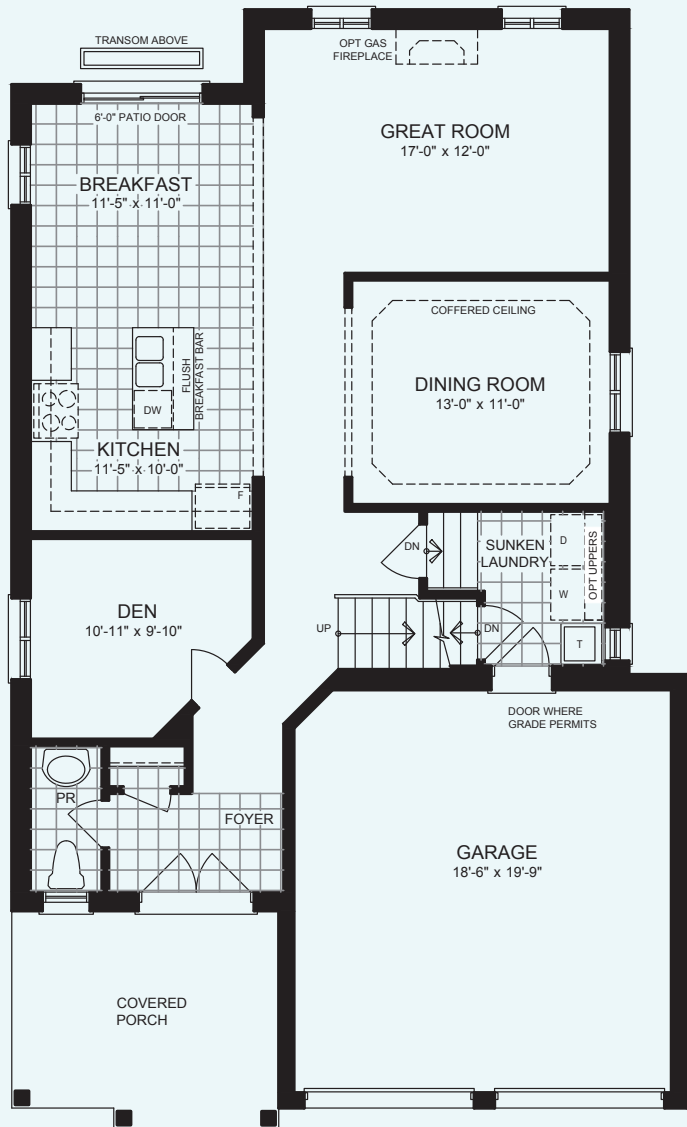 TRANSOM ABOVE
OPT GAS
FIREPLACE
6'-0" PATIO DOOR
GREAT ROOM
17'-0" x 12'-0"
BREAKFAST
11'-5" x 11'-0"
COFFERED CEILING
DINING ROOM
13'-0" x 11'-0"
FLUSH
BREAKFAST BAR
DW
KITCHEN
11'-5" x 10'-0"
F
DN
SUNKEN
LAUNDRY
D
W
OPT UPPERS
T
DEN
10'-11" x 9'-10"
UP
DN
DOOR WHERE
GRADE PERMITS
PR
FOYER
GARAGE
18'-6" x 19'-9"
COVERED
PORCH